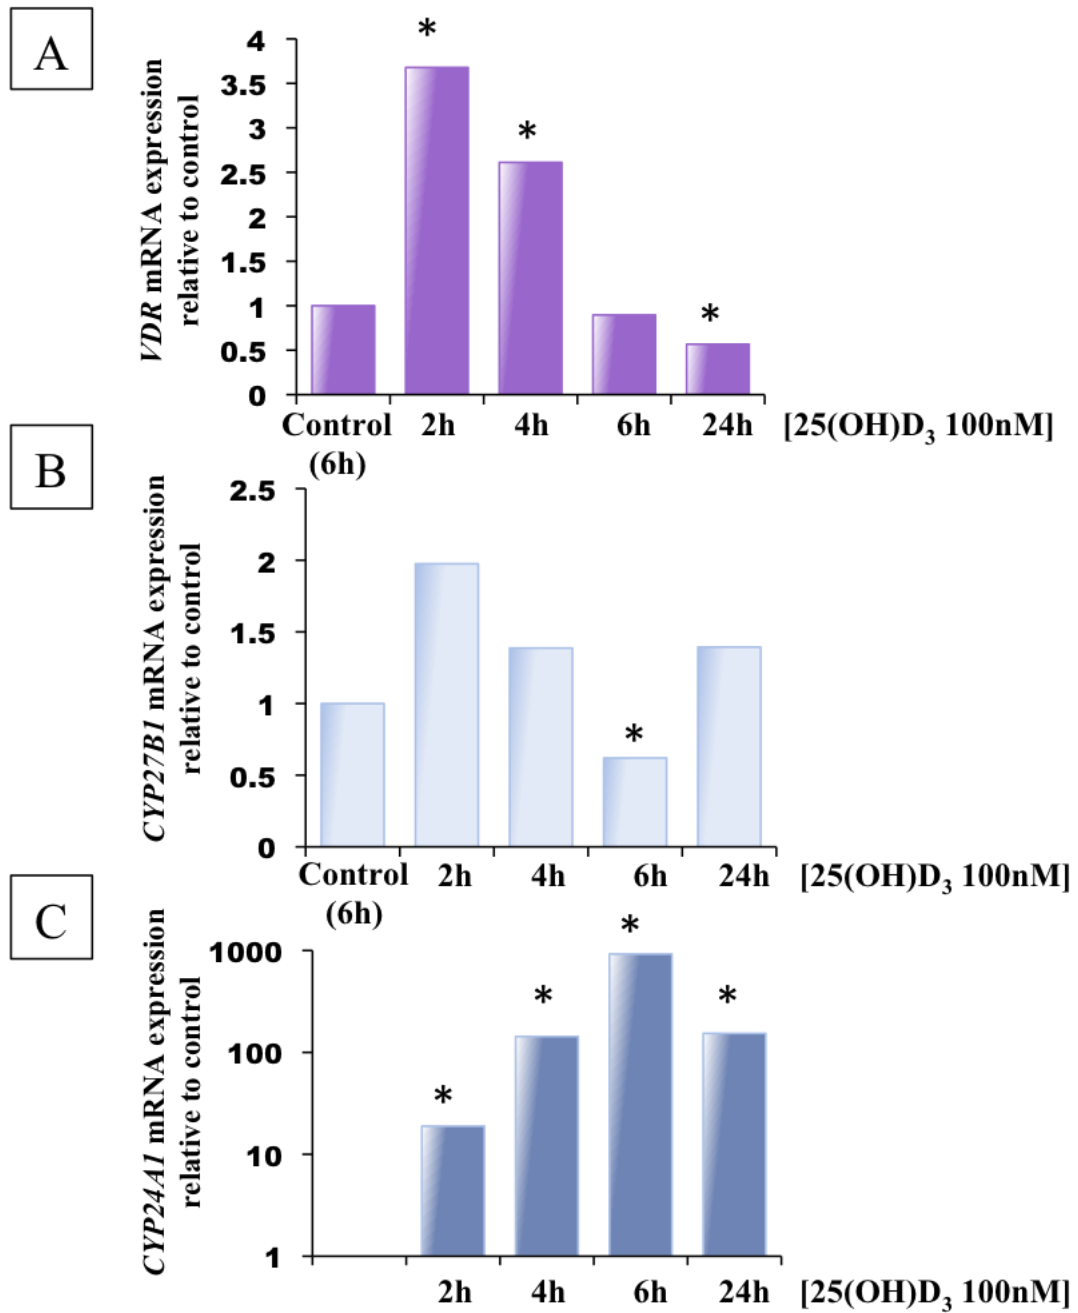 A
VDR mRNA expression
relative to control
4
3.5
3
2.5
2
1.5
1
0.5
0
*
*
*
Control 2h 4h 6h 24h [25(OH)D₃ 100nM]
(6h)
B
CYP27B1 mRNA expression
relative to control
2.5
2
1.5
1
0.5
0
*
Control 2h 4h 6h 24h [25(OH)D₃ 100nM]
(6h)
C
CYP24A1 mRNA expression
relative to control
1000
100
10
1
*
*
*
*
2h 4h 6h 24h [25(OH)D₃ 100nM]